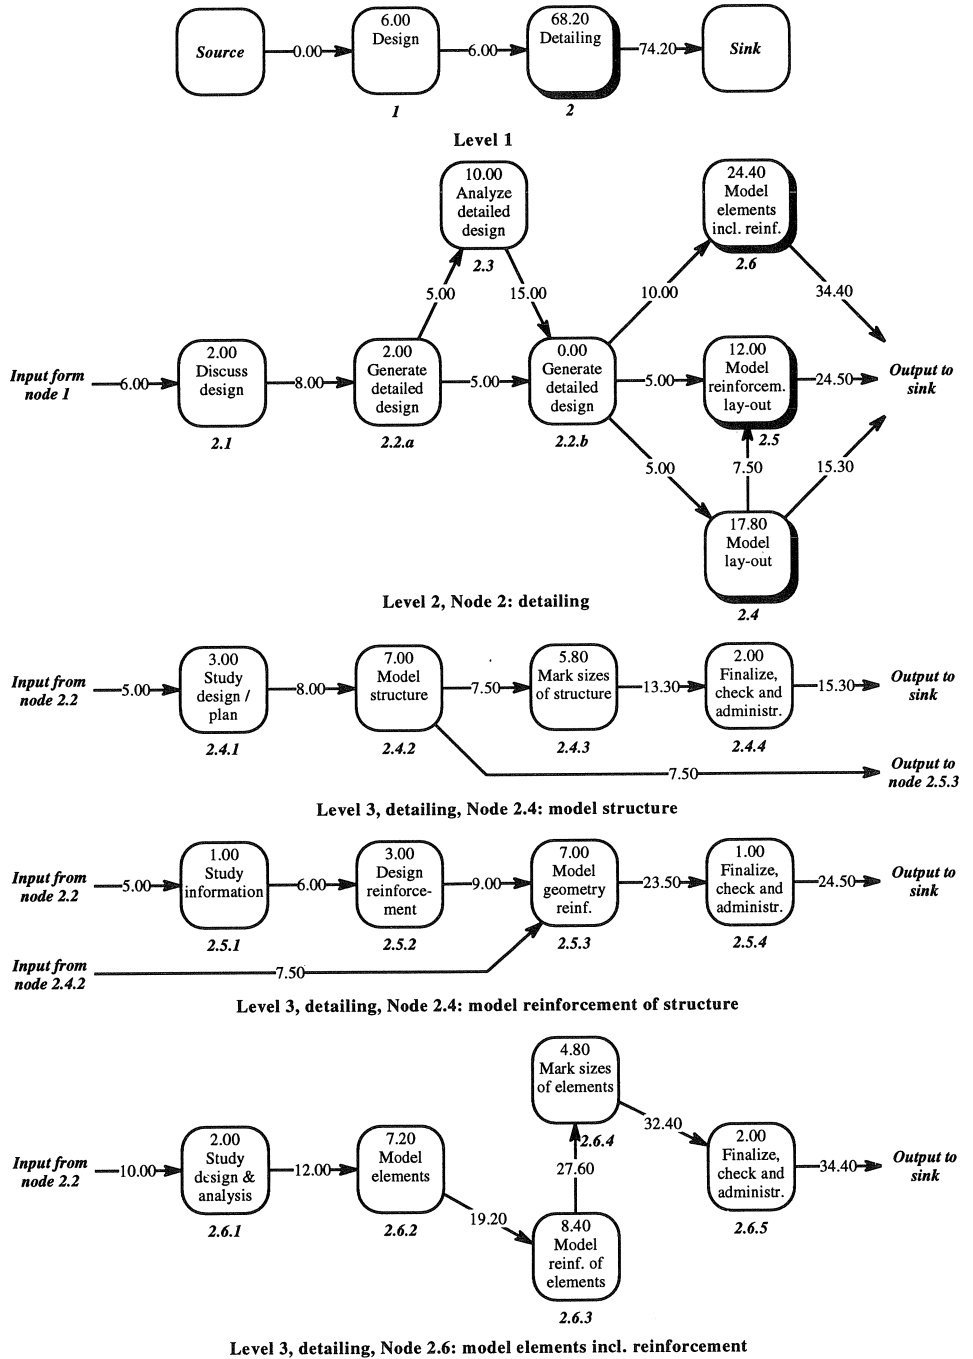 Source
0.00
6.00
Design
1
6.00
68.20
Detailing
2
74.20
Sink
Level 1
10.00
Analyze
detailed
design
2.3
24.40
Model
elements
incl. reinf.
2.6
5.00
15.00
10.00
34.40
Input form
node 1
6.00
2.00
Discuss
design
2.1
8.00
2.00
Generate
detailed
design
2.2.a
5.00
0.00
Generate
detailed
design
2.2.b
5.00
12.00
Model
reinforcem.
lay-out
2.5
24.50
Output to
sink
5.00
7.50
15.30
17.80
Model
lay-out
2.4
Level 2, Node 2: detailing
Input from
node 2.2
5.00
3.00
Study
design /
plan
2.4.1
8.00
7.00
Model
structure
2.4.2
7.50
5.80
Mark sizes
of structure
2.4.3
13.30
2.00
Finalize,
check and
administr.
2.4.4
15.30
Output to
sink
7.50
Output to
node 2.5.3
Level 3, detailing, Node 2.4: model structure
Input from
node 2.2
5.00
1.00
Study
information
2.5.1
6.00
3.00
Design
reinforce-
ment
2.5.2
9.00
7.00
Model
geometry
reinf.
2.5.3
23.50
1.00
Finalize,
check and
administr.
2.5.4
24.50
Output to
sink
Input from
node 2.4.2
7.50
Level 3, detailing, Node 2.4: model reinforcement of structure
4.80
Mark sizes
of elements
2.6.4
32.40
Input from
node 2.2
10.00
2.00
Study
design &
analysis
2.6.1
12.00
7.20
Model
elements
2.6.2
27.60
2.00
Finalize,
check and
administr.
2.6.5
34.40
Output to
sink
19.20
8.40
Model
reinf. of
elements
2.6.3
Level 3, detailing, Node 2.6: model elements incl. reinforcement